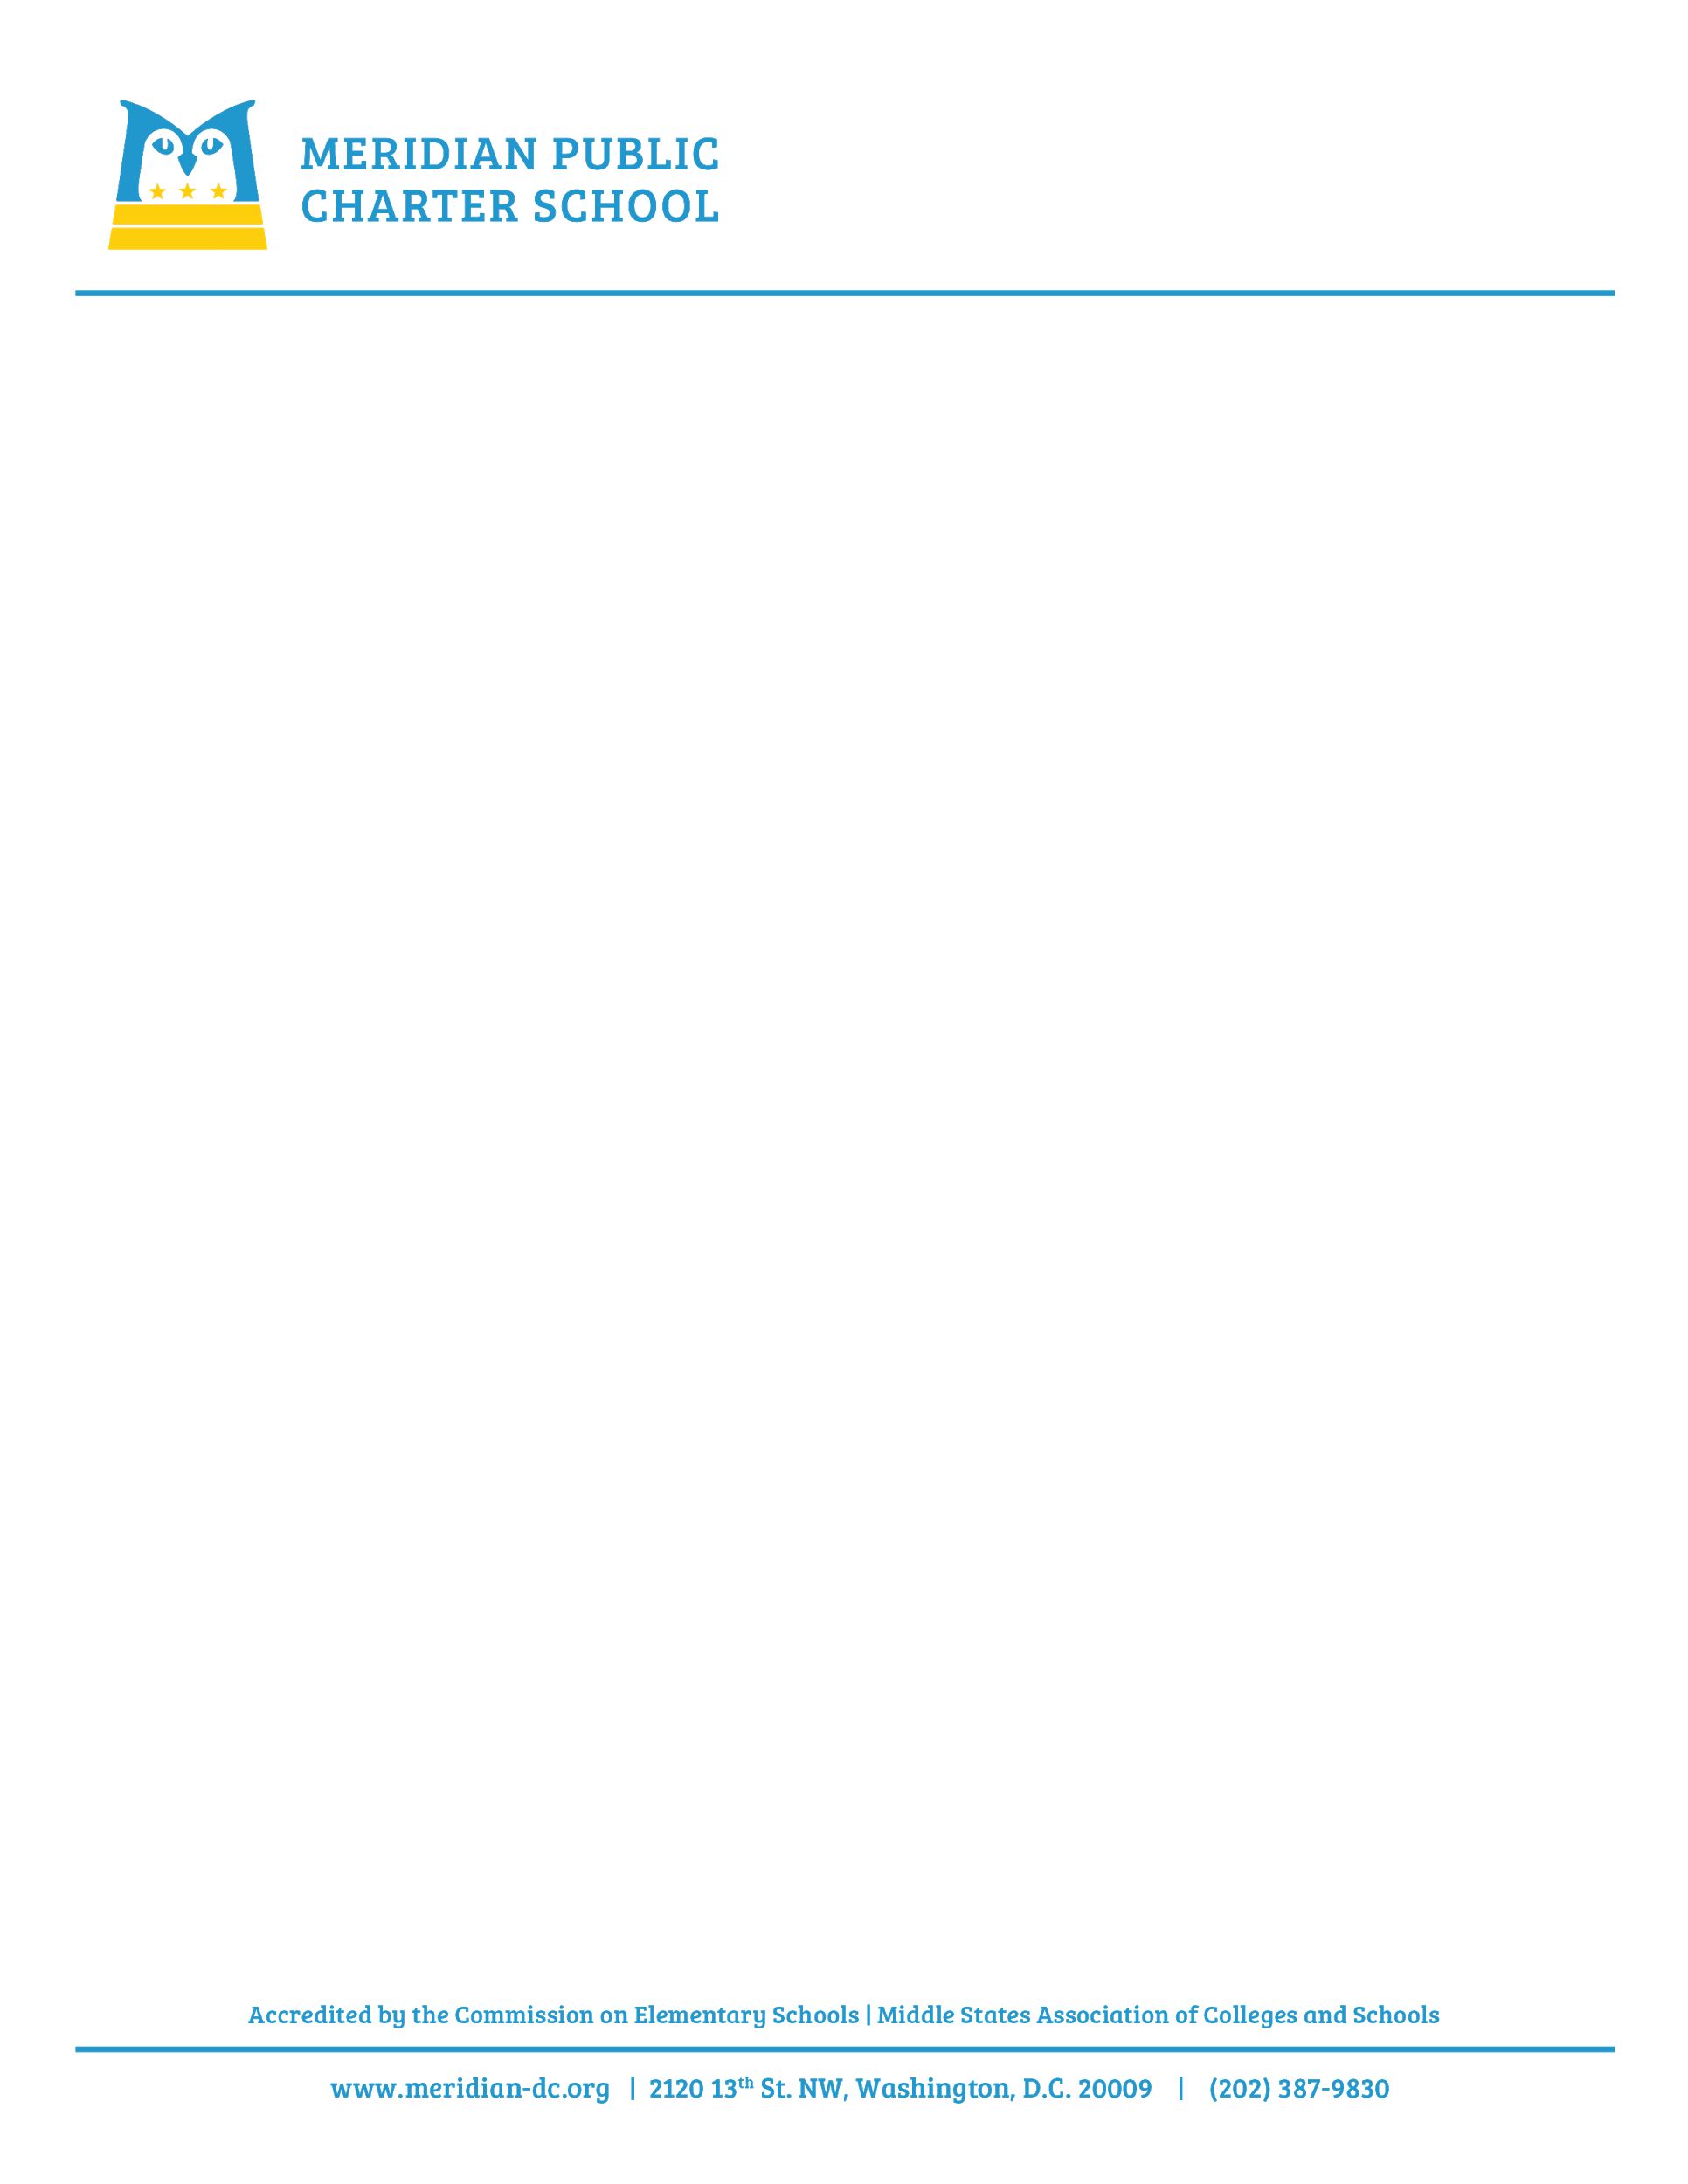 MERIDIAN PUBLIC
CHARTER SCHOOL
Accredited by the Commission on Elementary Schools | Middle States Association of Colleges and Schools
www.meridian-dc.org | 2120 13th St. NW, Washington, D.C. 20009 | (202) 387-9830